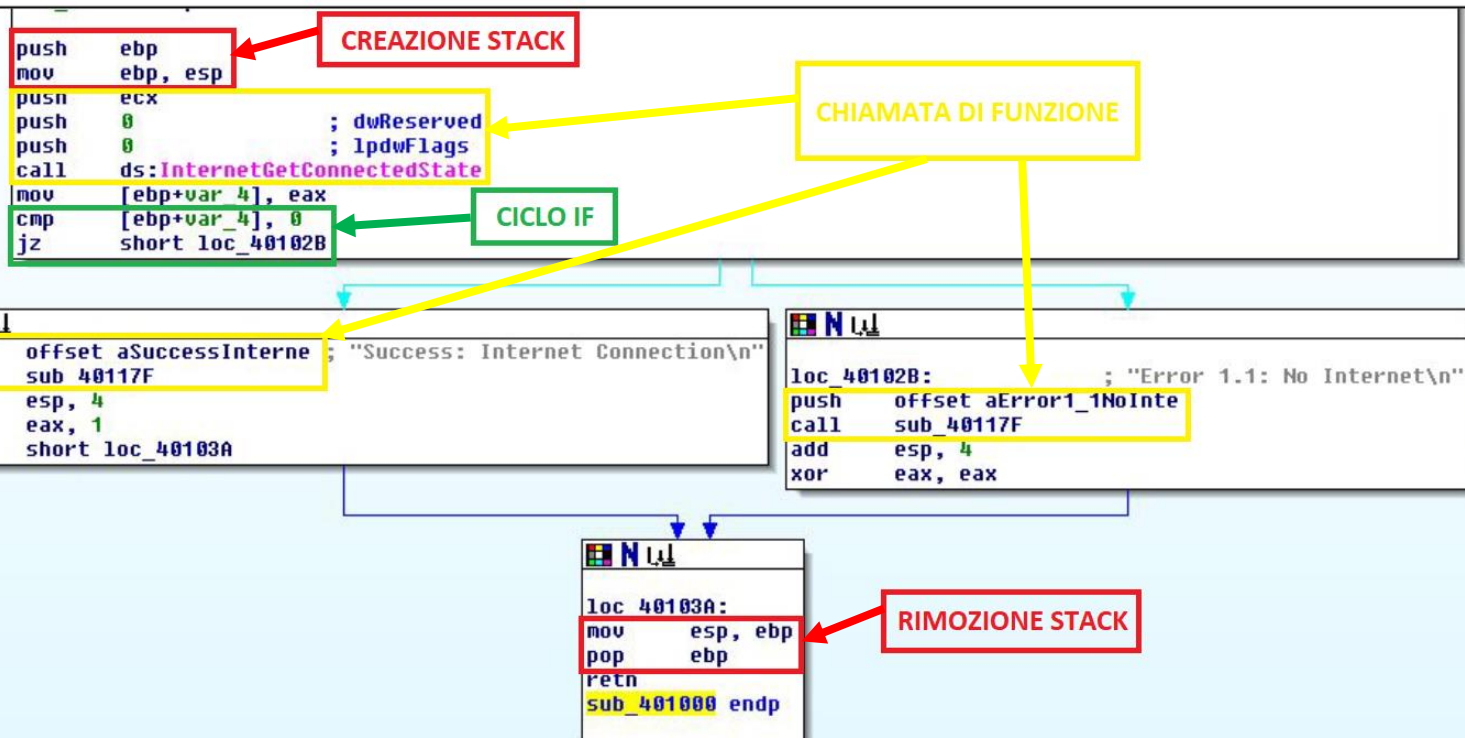 push ebp
mov ebp, esp
CREAZIONE STACK
push ecx
push 0 ; dwReserved
push 0 ; lpdwFlags
call ds:InternetGetConnectedState
CHIAMATA DI FUNZIONE
mov [ebp+var_4], eax
cmp [ebp+var_4], 0
jz short loc_40102B
CICLO IF
offset aSuccessInterne ; "Success: Internet Connection\n"
sub_40117F
esp, 4
eax, 1
short loc_40103A
loc_40102B: ; "Error 1.1: No Internet\n"
push offset aError1_1NoInte
call sub_40117F
add esp, 4
xor eax, eax
loc_40103A:
mov esp, ebp
pop ebp
retn
sub_401000 endp
RIMOZIONE STACK